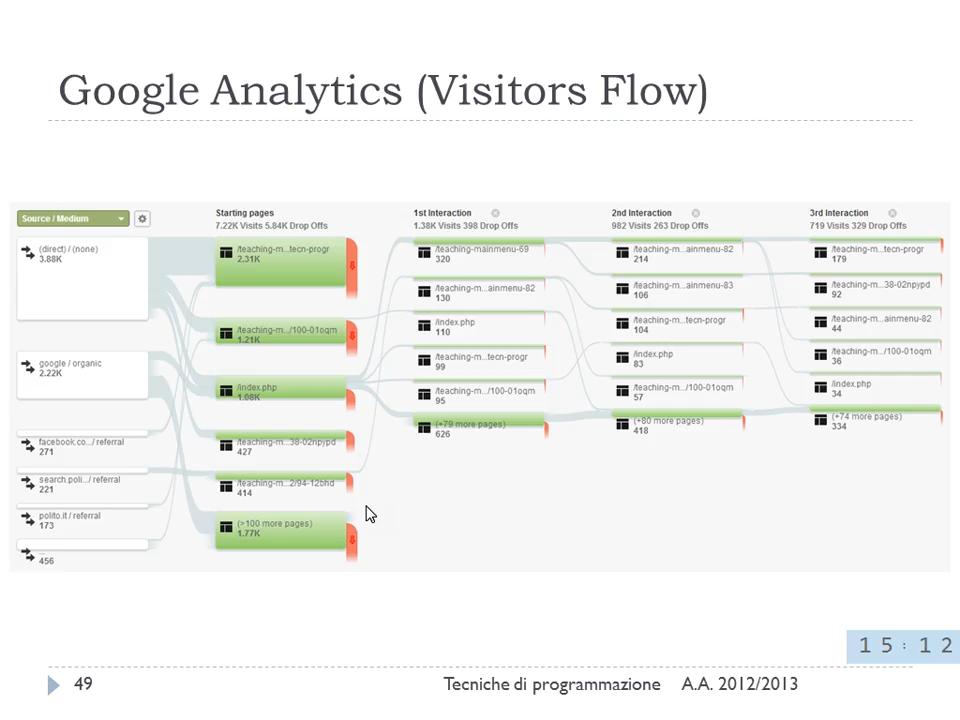 Google Analytics (Visitors Flow)
Source / Medium
Starting pages
7.22K Visits 5.84K Drop Offs
1st Interaction
1.38K Visits 398 Drop Offs
2nd Interaction
982 Visits 263 Drop Offs
3rd Interaction
719 Visits 329 Drop Offs
(direct) / (none)
3.88K
google / organic
2.22K
facebook.co.../ referral
271
search.poli.../ referral
221
polito.it / referral
173
...
456
/teaching-m...tecn-progr
2.31K
/teaching-m.../100-01oqm
1.21K
/index.php
1.08K
/teaching-m...38-02npypd
427
/teaching-m...2/94-12bhd
414
(>100 more pages)
1.77K
/teaching-mainmenu-69
320
/teaching-m...ainmenu-82
130
/index.php
110
/teaching-m...tecn-progr
99
/teaching-m.../100-01oqm
95
(+79 more pages)
626
/teaching-m...ainmenu-82
214
/teaching-m...ainmenu-83
106
/teaching-m...tecn-progr
104
/index.php
83
/teaching-m.../100-01oqm
57
(+80 more pages)
418
/teaching-m...tecn-progr
179
/teaching-m...38-02npypd
92
/teaching-m...ainmenu-82
44
/teaching-m.../100-01oqm
36
/index.php
34
(+74 more pages)
334
15:12
49
Tecniche di programmazione A.A. 2012/2013